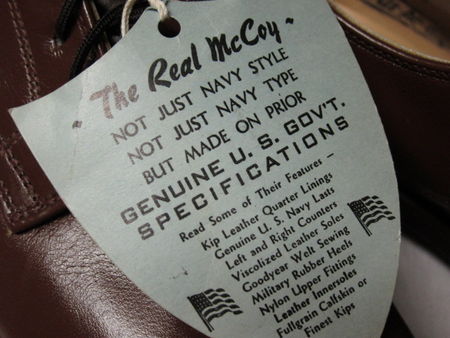 The Real McCoy -
NOT JUST NAVY STYLE
NOT JUST NAVY TYPE
BUT MADE ON PRIOR
GENUINE U. S. GOV'T.
SPECIFICATIONS
Read Some of Their Features —
Kip Leather Quarter Linings
Genuine U. S. Navy Lasts
Left and Right Counters
Viscolized Leather Soles
Goodyear Welt Sewing
Military Rubber Heels
Nylon Upper Fittings
Leather Innersoles
Fullgrain Calfskin or
Finest Kips